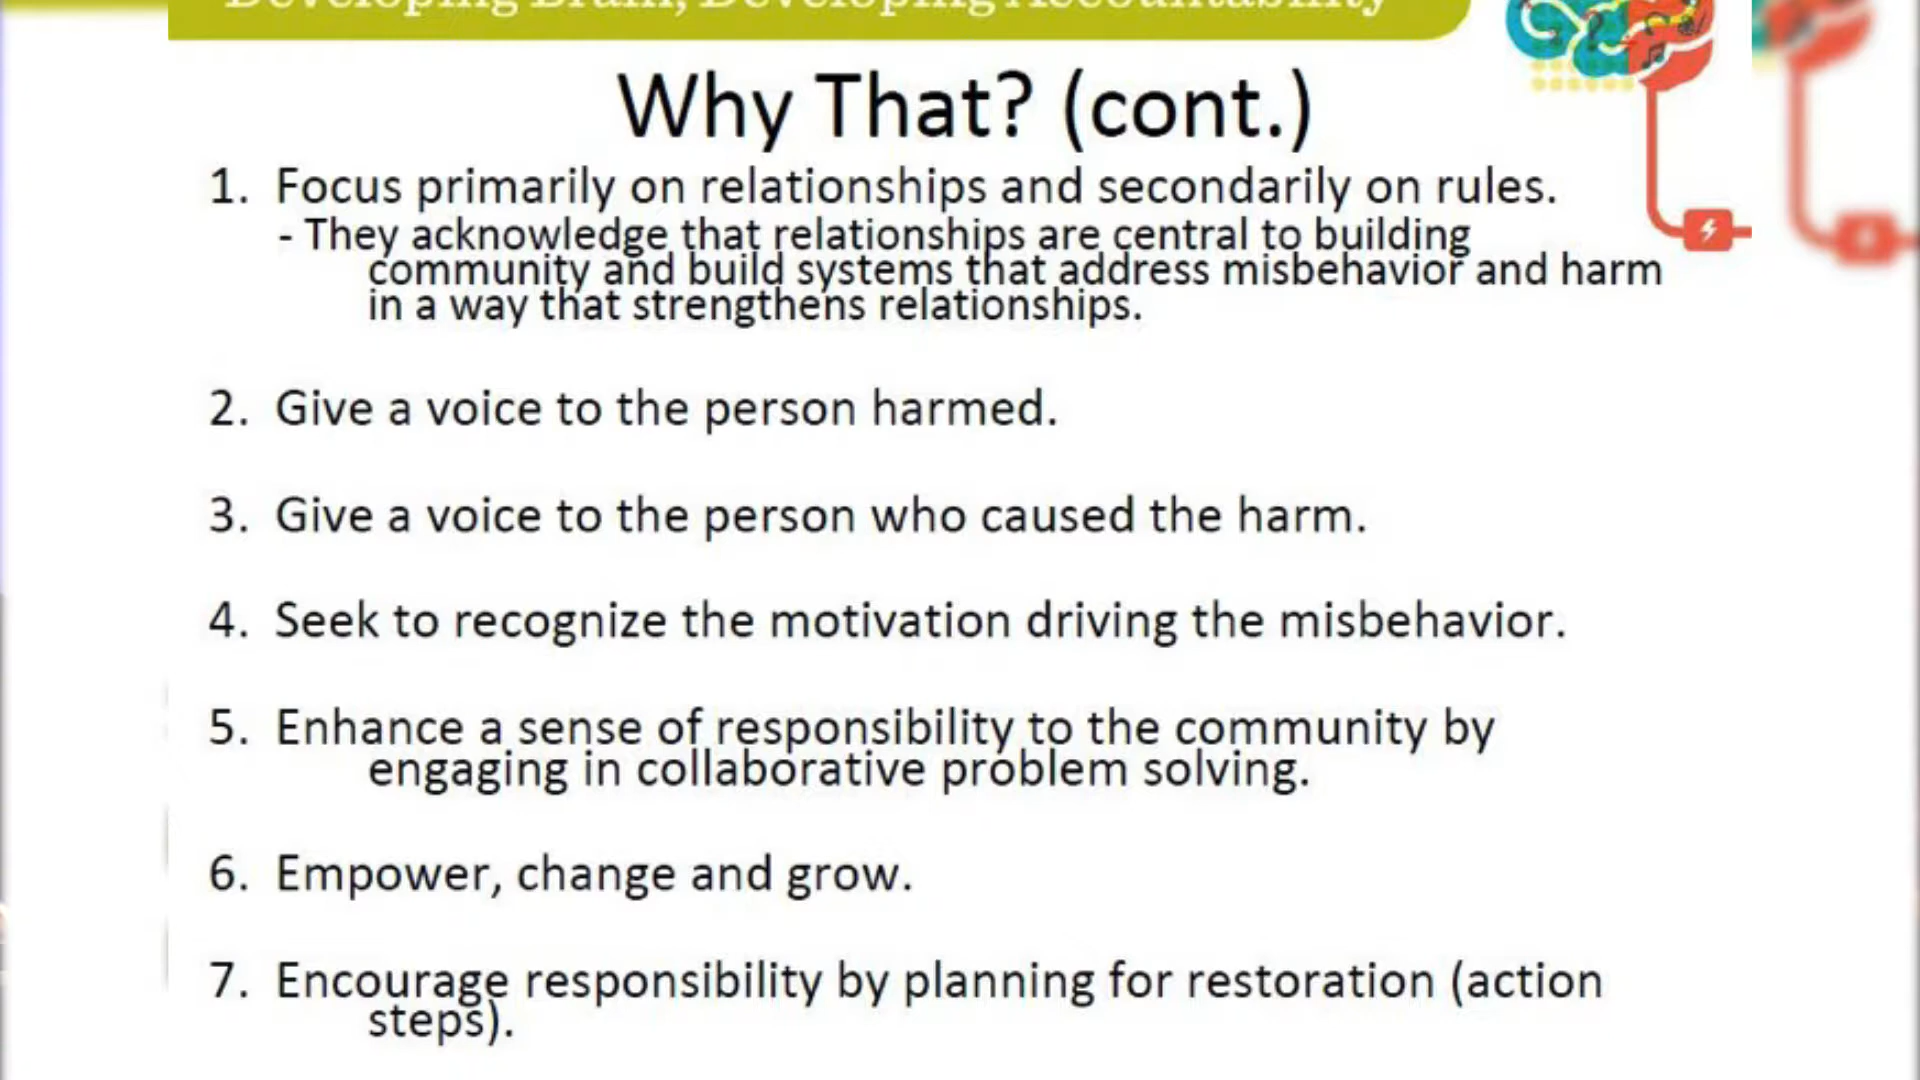 Developing Brain, Developing Accountability
Why That? (cont.)
1. Focus primarily on relationships and secondarily on rules.
- They acknowledge that relationships are central to building
community and build systems that address misbehavior and harm
in a way that strengthens relationships.
2. Give a voice to the person harmed.
3. Give a voice to the person who caused the harm.
4. Seek to recognize the motivation driving the misbehavior.
5. Enhance a sense of responsibility to the community by
engaging in collaborative problem solving.
6. Empower, change and grow.
7. Encourage responsibility by planning for restoration (action
steps).